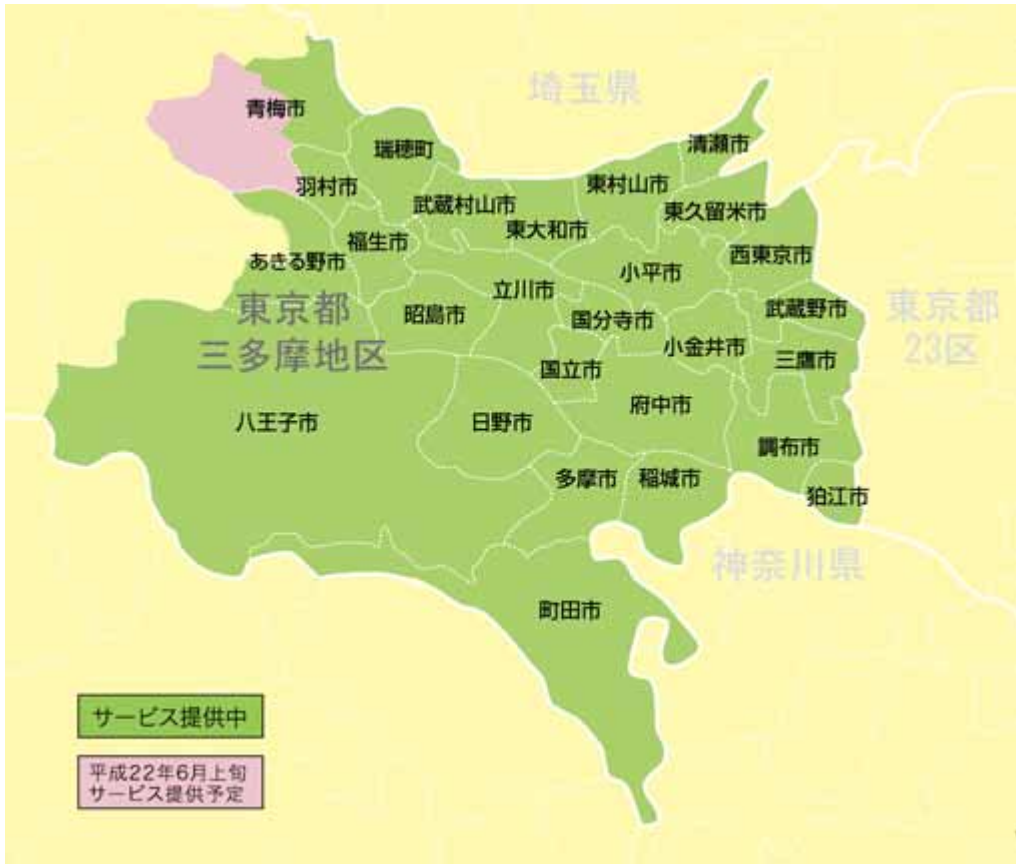 埼玉県
青梅市
清瀬市
瑞穂町
東村山市
羽村市
武蔵村山市
東久留米市
東大和市
福生市
西東京市
あきる野市
小平市
立川市
東京都
三多摩地区
昭島市
国分寺市
武蔵野市
東京都
23区
小金井市
三鷹市
国立市
府中市
八王子市
日野市
調布市
多摩市
稲城市
狛江市
神奈川県
町田市
サービス提供中
平成22年6月上旬
サービス提供予定